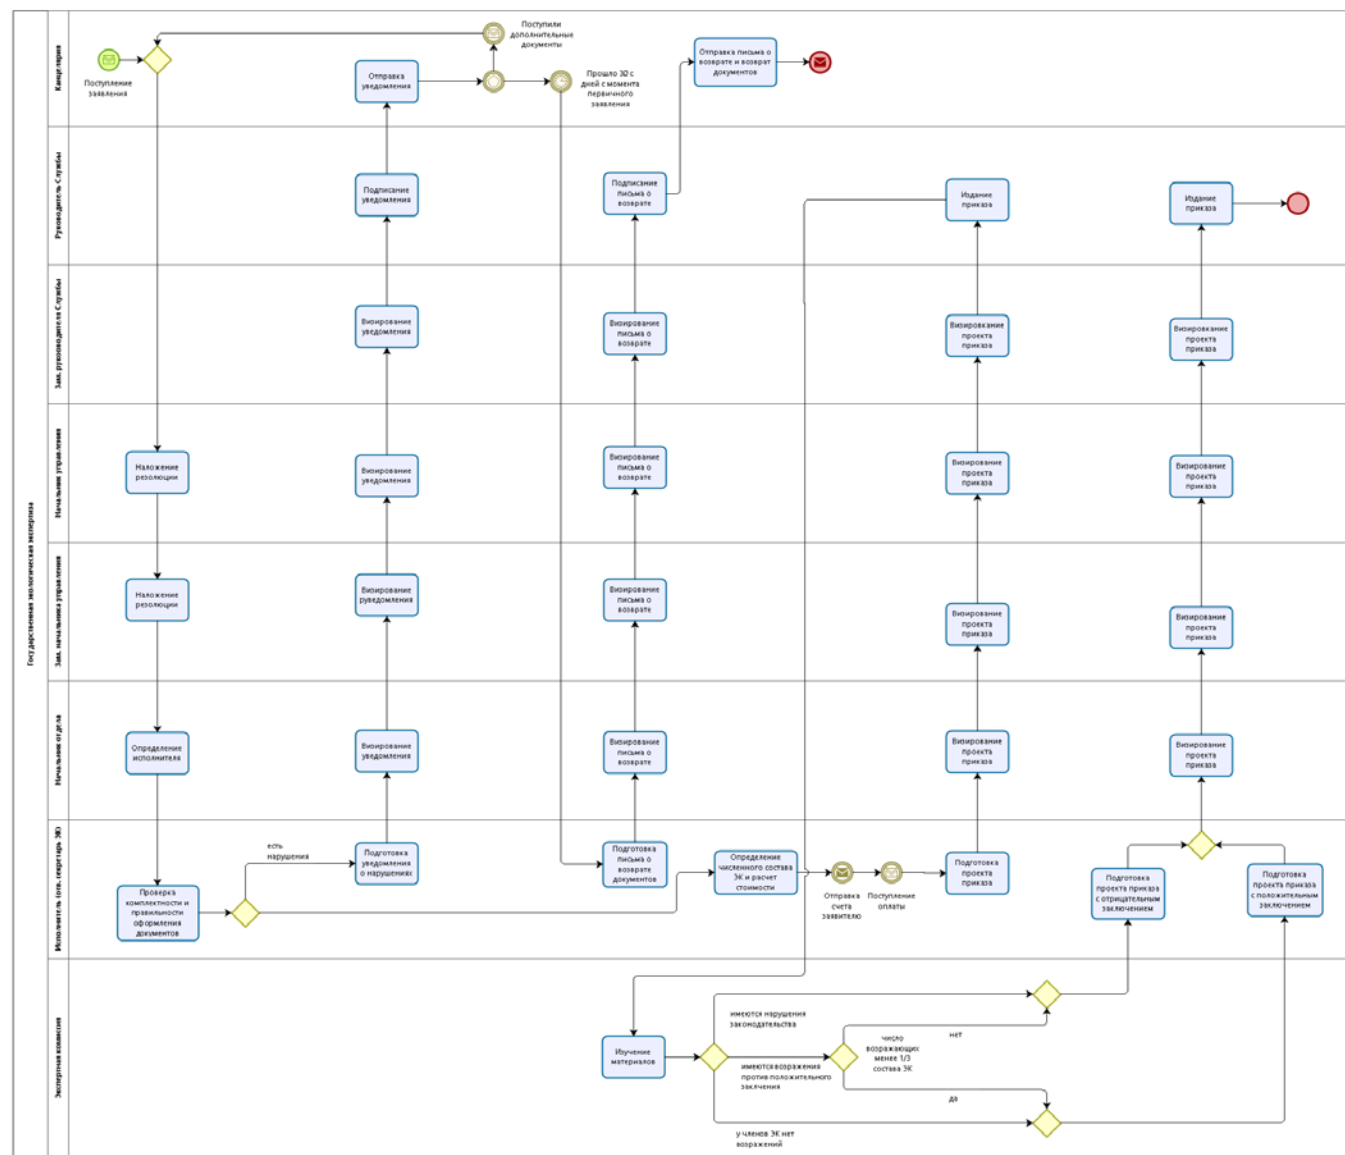 Государственная экологическая экспертиза
Канцелярия
Поступление
заявления
Отправка
уведомления
Поступили
дополнительные
документы
Прошло 30 с
дней с момента
первичного
заявления
Отправка письма о
возврате и возврат
документов
Руководитель Службы
Подписание
уведомления
Подписание
письма о
возврате
Издание
приказа
Издание
приказа
Зам. руководителя Службы
Визирование
уведомления
Визирование
письма о
возврате
Визировкание
проекта
приказа
Визировкание
проекта
приказа
Начальник управления
Наложение
резолюции
Визирование
уведомления
Визирование
письма о
возврате
Визирование
проекта
приказа
Визирование
проекта
приказа
Зам. начальника управления
Наложение
резолюции
Визирование
руведомления
Визирование
письма о
возврате
Визирование
проекта
приказа
Визирование
проекта
приказа
Начальник отдела
Определение
исполнителя
Визирование
уведомления
Визирование
письма о
возврате
Визирование
проекта
приказа
Визирование
проекта
приказа
Исполнитель (отв. секретарь ЭК)
Проверка
комплектности и
правильности
оформления
документов
есть
нарушения
Подготовка
уведомления
о нарушениях
Подготовка
письма о
возврате
документов
Определение
численного состава
ЭК и расчет
стоимости
Отправка
счета
заявителю
Поступление
оплаты
Подготовка
проекта
приказа
Подготовка
проекта приказа
с отрицательным
заключением
Подготовка
проекта приказа
с положительным
заключением
Экспертная комиссия
Изучение
материалов
имеются нарушения
законодательства
имеются возражения
против положительного
заклчения
у членов ЭК нет
возражений
число
возражающих
менее 1/3
состава ЭК
нет
да